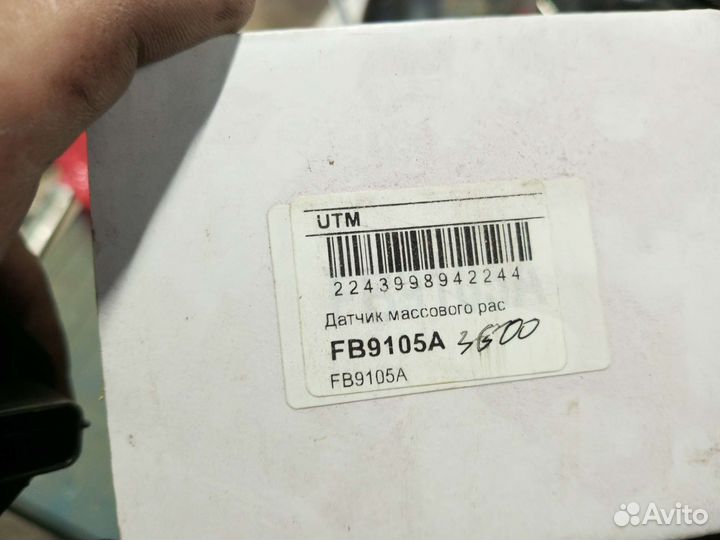 UTM
2243998942244
Датчик массового рас
FB9105A 3600
FB9105A
Avito